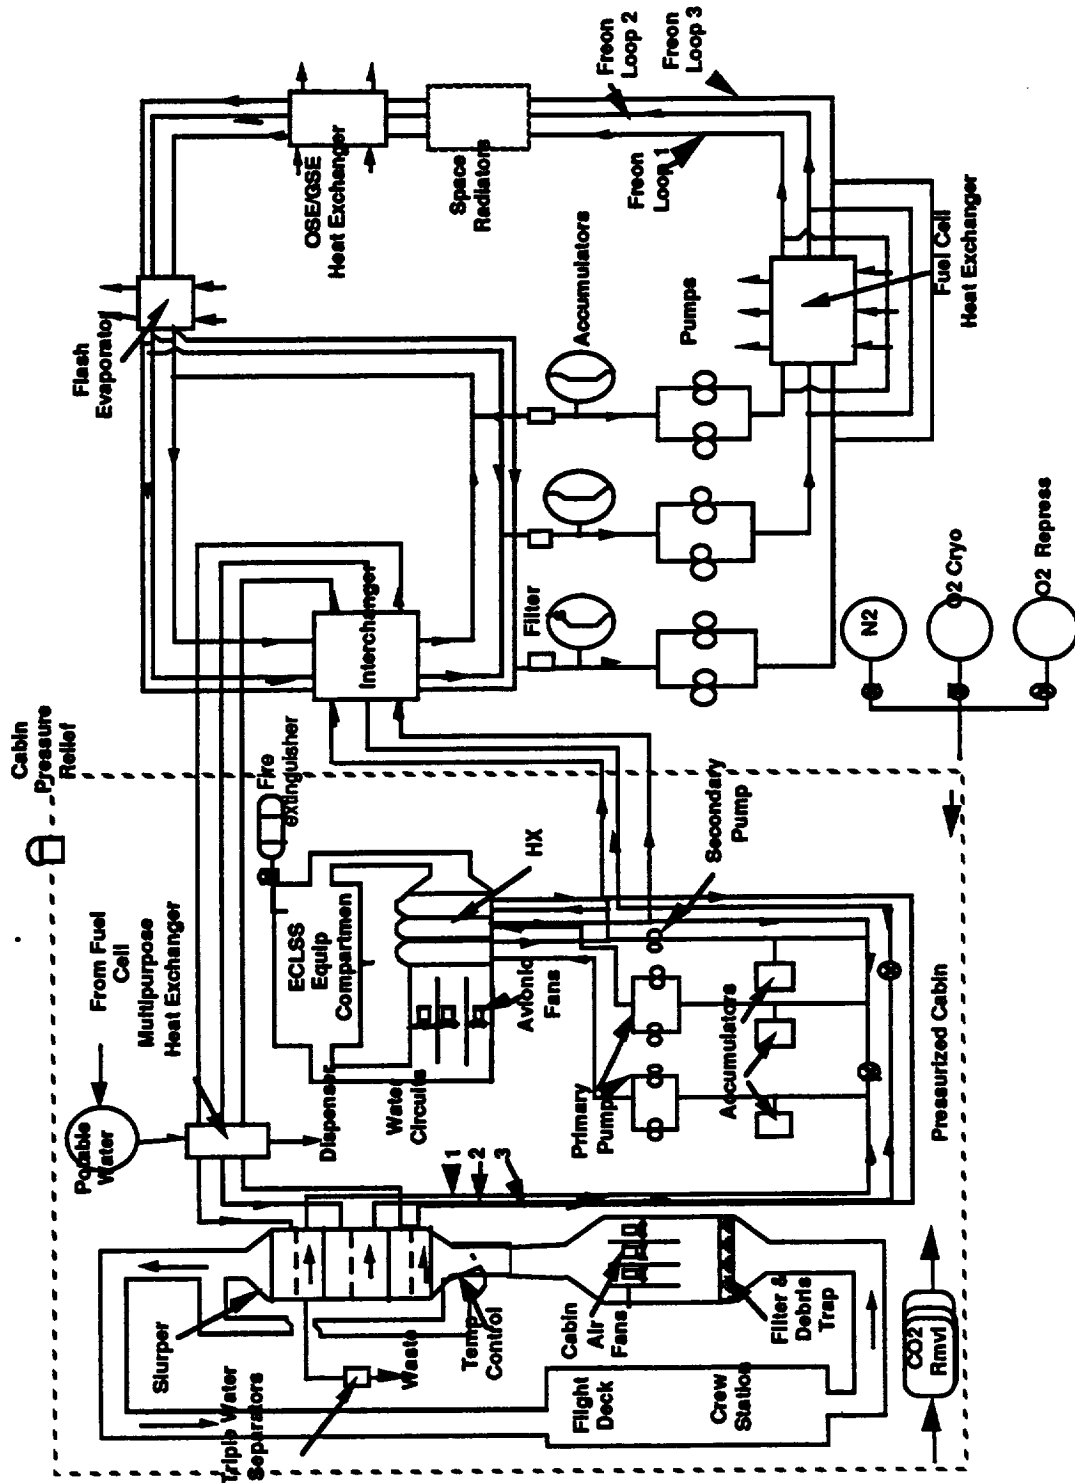 Cabin
Pressure
Relief
From Fuel
Cell
Multipurpose
Heat Exchanger
Potable
Water
Dispenser
Fire
extinguisher
ECLSS
Equip
Compartmen
HX
Avionic
Fans
Water
Circuits
Secondary
Pump
Primary
Pump
Accumulators
1
2
3
Slurper
Triple Water
Separators
Waste
Temp
Control
Cabin
Air
Fans
Filter &
Debris
Trap
Flight
Deck
Crew
Station
CO2
Rmvl
Pressurized Cabin
Flash
Evaporator
OSE/GSE
Heat Exchanger
Space
Radiators
Freon
Loop 1
Freon
Loop 2
Freon
Loop 3
Interchanger
Filter
Accumulators
Pumps
Fuel Cell
Heat Exchanger
N2
O2 Cryo
O2 Repress